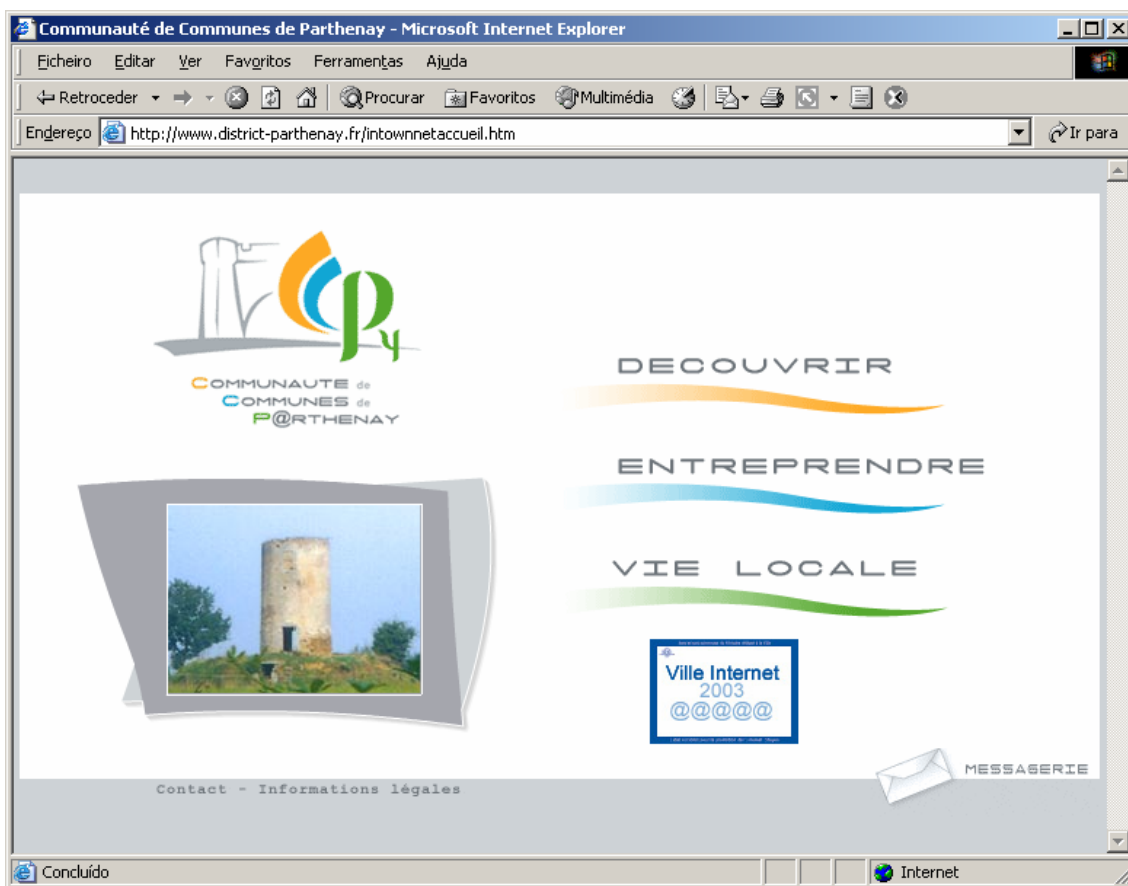 Communauté de Communes de Parthenay - Microsoft Internet Explorer
Ficheiro Editar Ver Favoritos Ferramentas Ajuda
Retroceder Procurar Favoritos Multimédia
Endereço http://www.district-parthenay.fr/intownnetaccueil.htm Ir para
CCPy
COMMUNAUTE de
COMMUNES de
P@RTHENAY
DECOUVRIR
ENTREPRENDRE
VIE LOCALE
Ville Internet
2003
@@@@@
MESSAGERIE
Contact - Informations légales
Concluído Internet